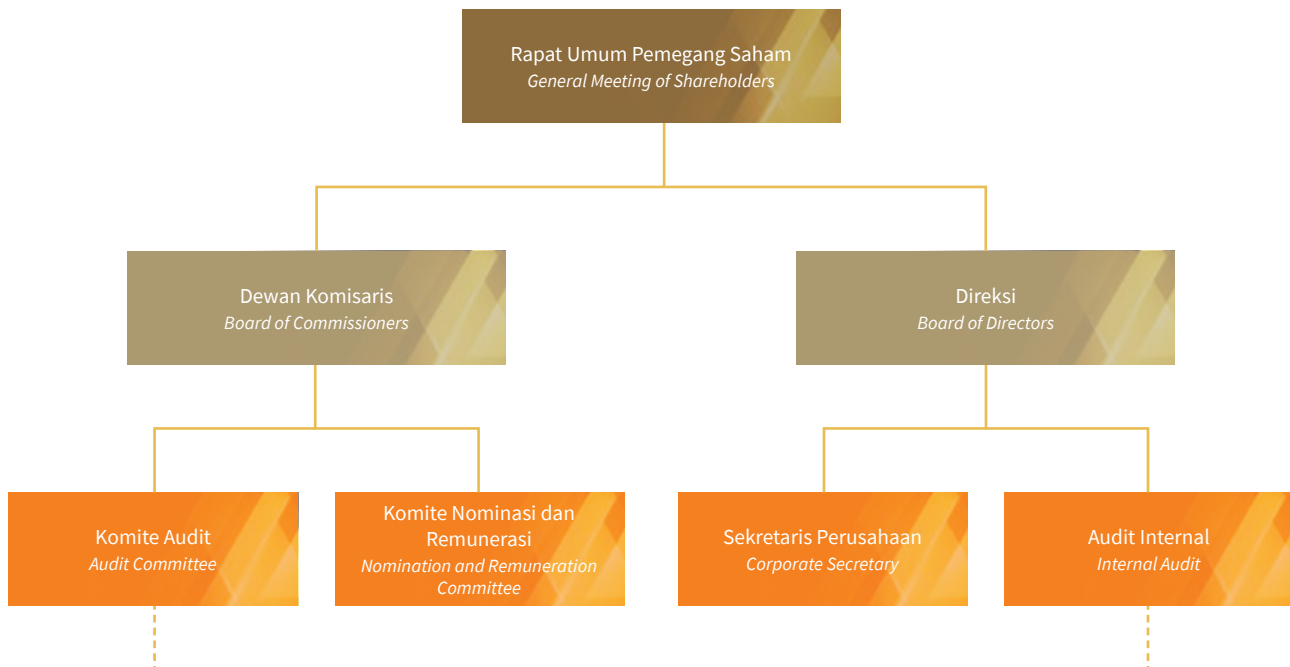 Rapat Umum Pemegang Saham
General Meeting of Shareholders
Dewan Komisaris
Board of Commissioners
Direksi
Board of Directors
Komite Audit
Audit Committee
Komite Nominasi dan
Remunerasi
Nomination and Remuneration
Committee
Sekretaris Perusahaan
Corporate Secretary
Audit Internal
Internal Audit